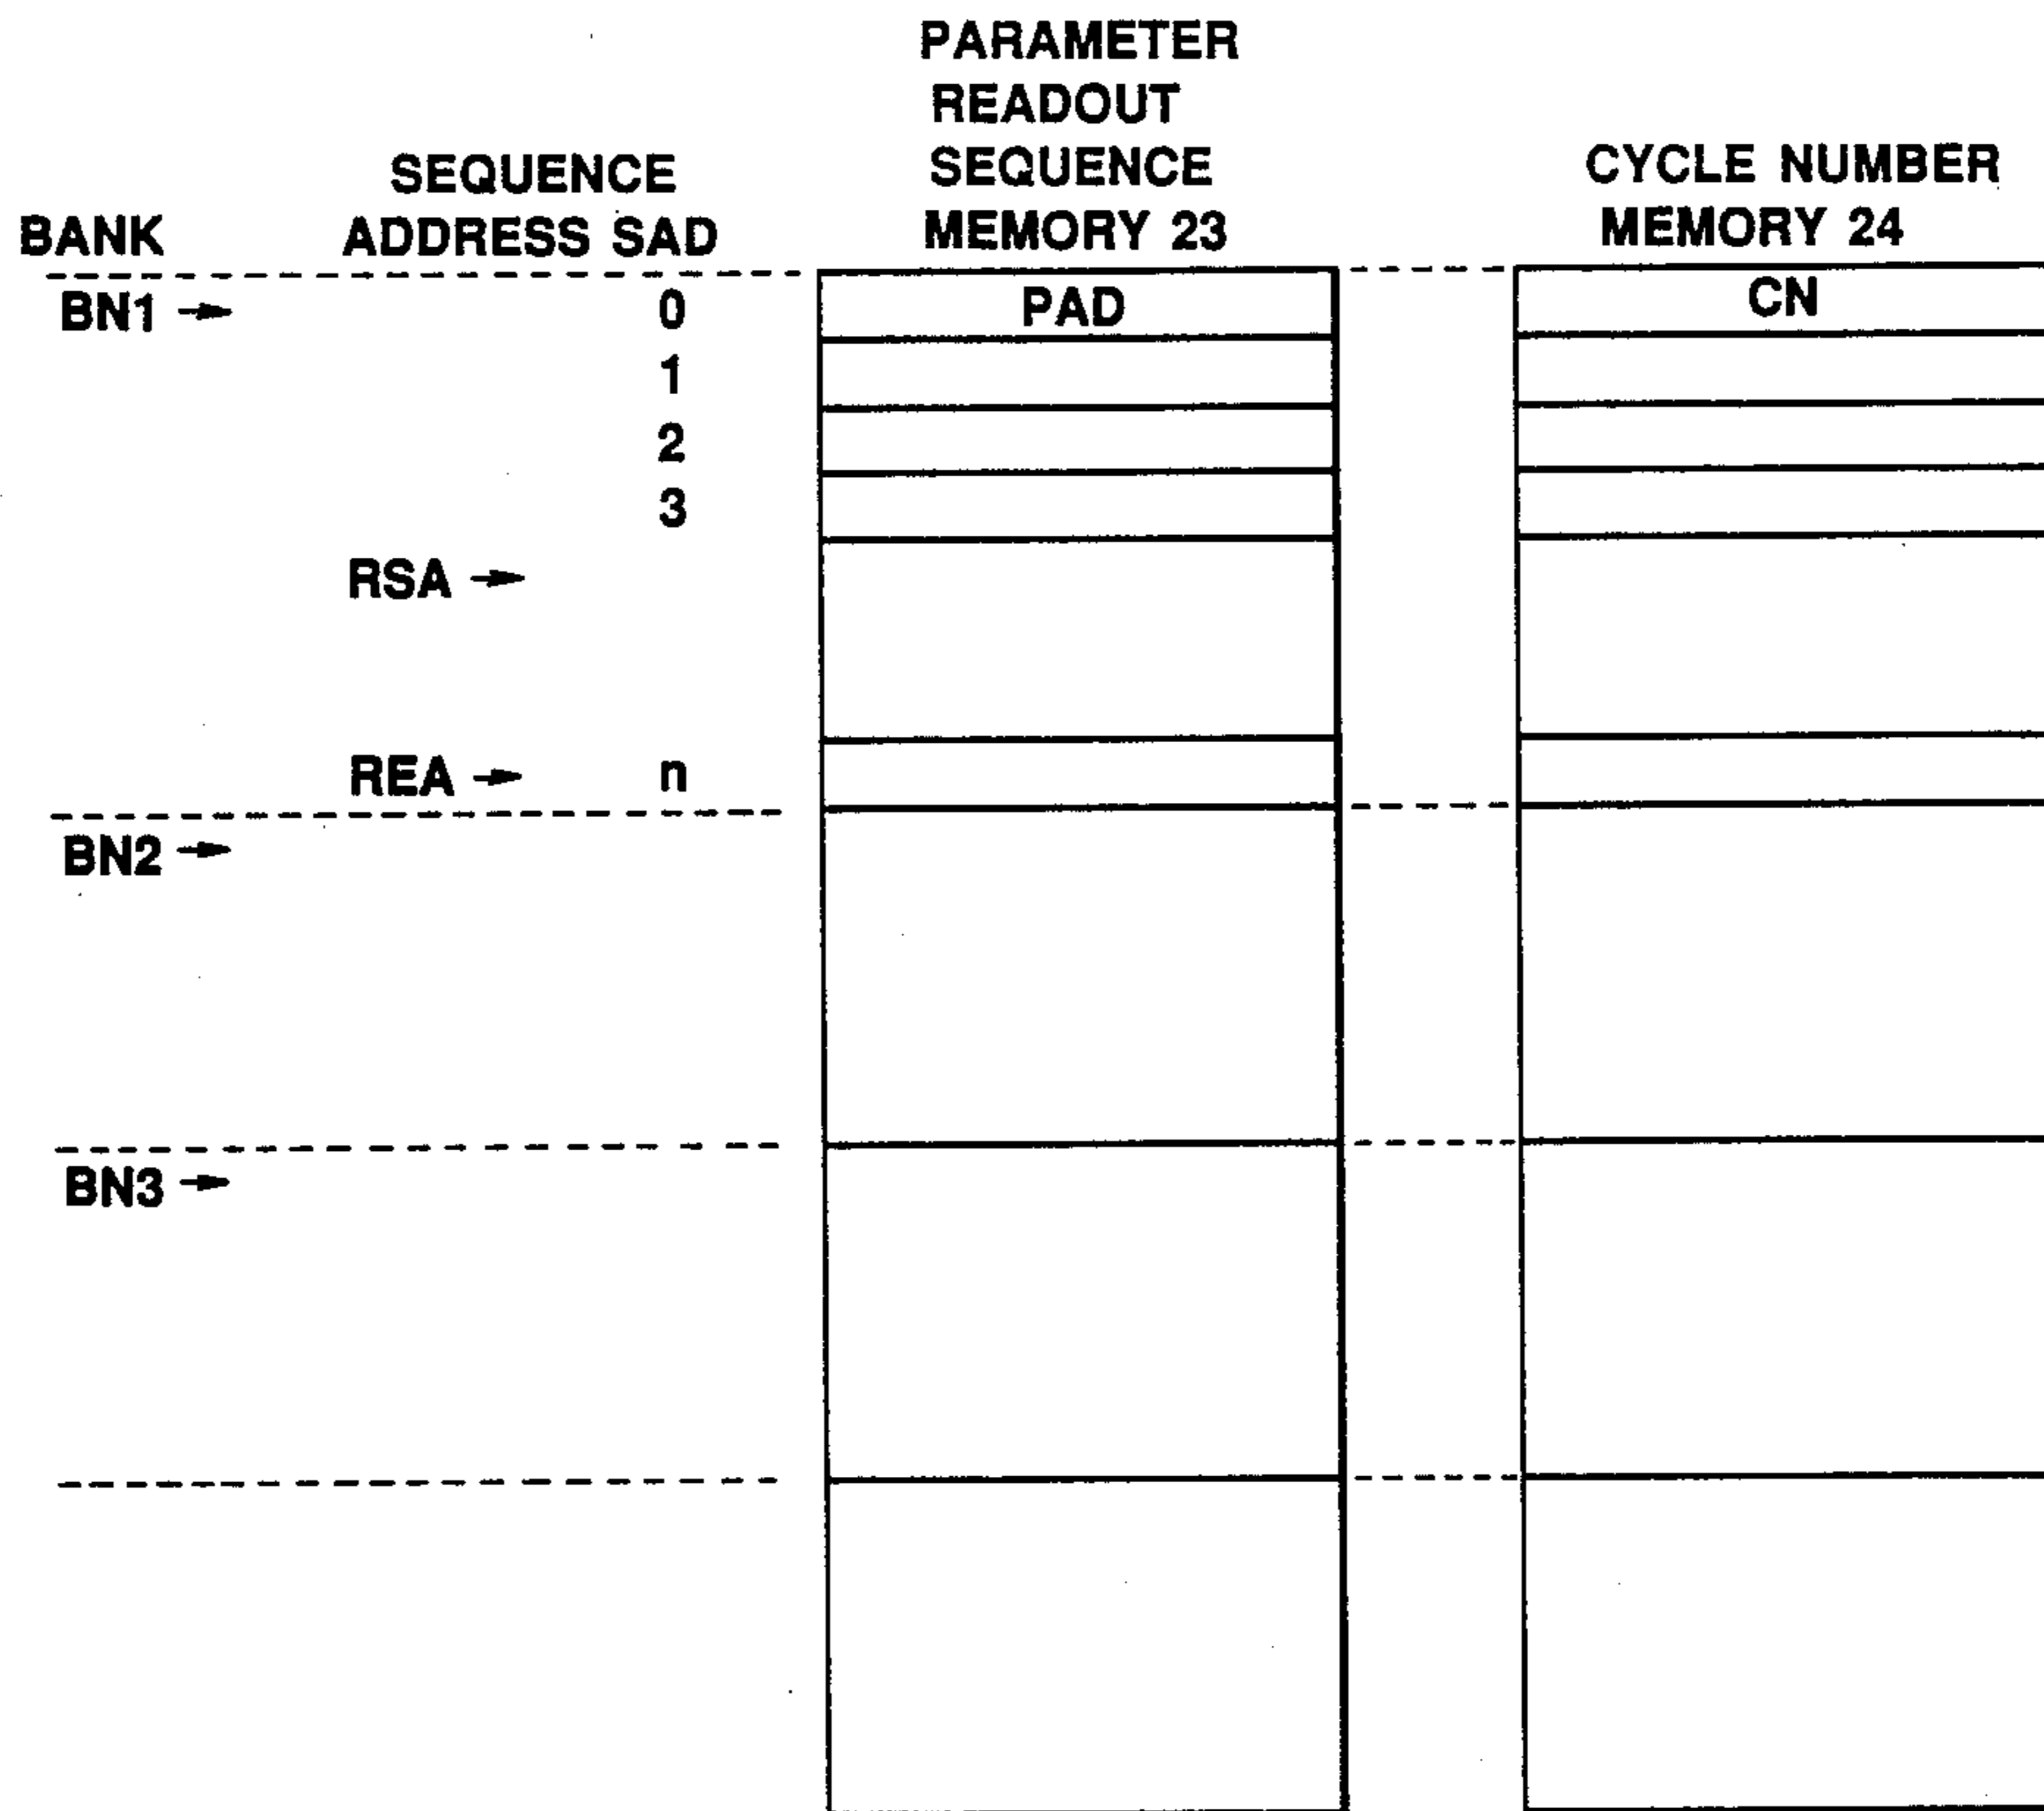 PARAMETER
READOUT
SEQUENCE
MEMORY 23
CYCLE NUMBER
MEMORY 24
SEQUENCE
ADDRESS SAD
BANK
BN1 → 0 PAD CN
1
2
3
RSA →
REA → n
BN2 →
BN3 →